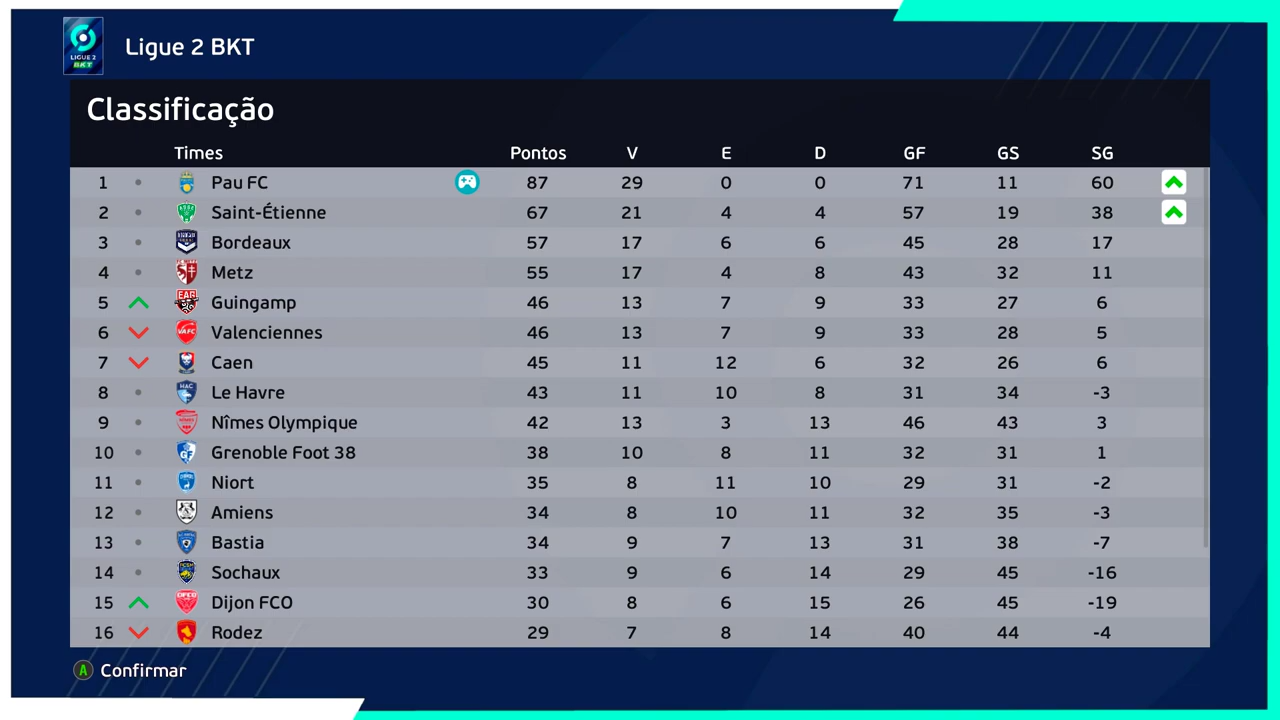 LIGUE 2
BKT
Ligue 2 BKT
Classificação
Times Pontos V E D GF GS SG
1 Pau FC 87 29 0 0 71 11 60
2 Saint-Étienne 67 21 4 4 57 19 38
3 Bordeaux 57 17 6 6 45 28 17
4 Metz 55 17 4 8 43 32 11
5 EAG Guingamp 46 13 7 9 33 27 6
6 VAFC Valenciennes 46 13 7 9 33 28 5
7 Caen 45 11 12 6 32 26 6
8 HAC Le Havre 43 11 10 8 31 34 -3
9 Nîmes Olympique 42 13 3 13 46 43 3
10 GF Grenoble Foot 38 38 10 8 11 32 31 1
11 Niort 35 8 11 10 29 31 -2
12 Amiens 34 8 10 11 32 35 -3
13 Bastia 34 9 7 13 31 38 -7
14 Sochaux 33 9 6 14 29 45 -16
15 DFCO Dijon FCO 30 8 6 15 26 45 -19
16 Rodez 29 7 8 14 40 44 -4
A Confirmar